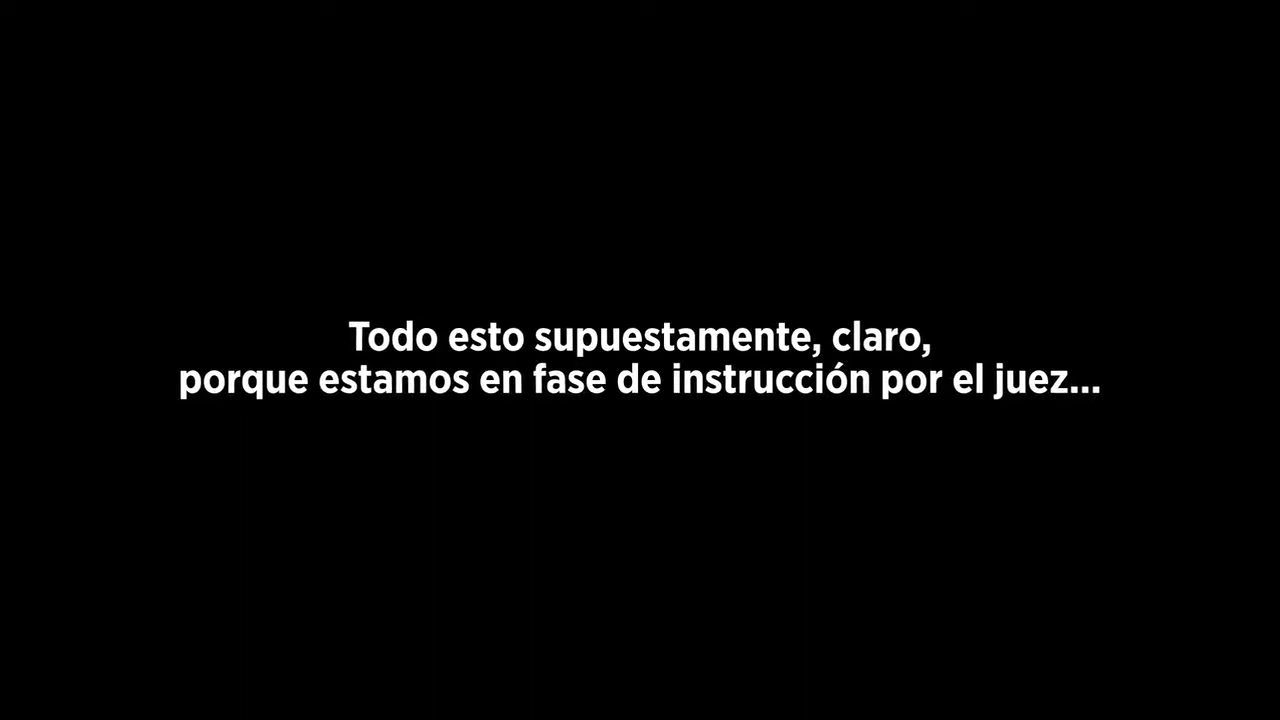 Todo esto supuestamente, claro,
porque estamos en fase de instrucción por el juez...